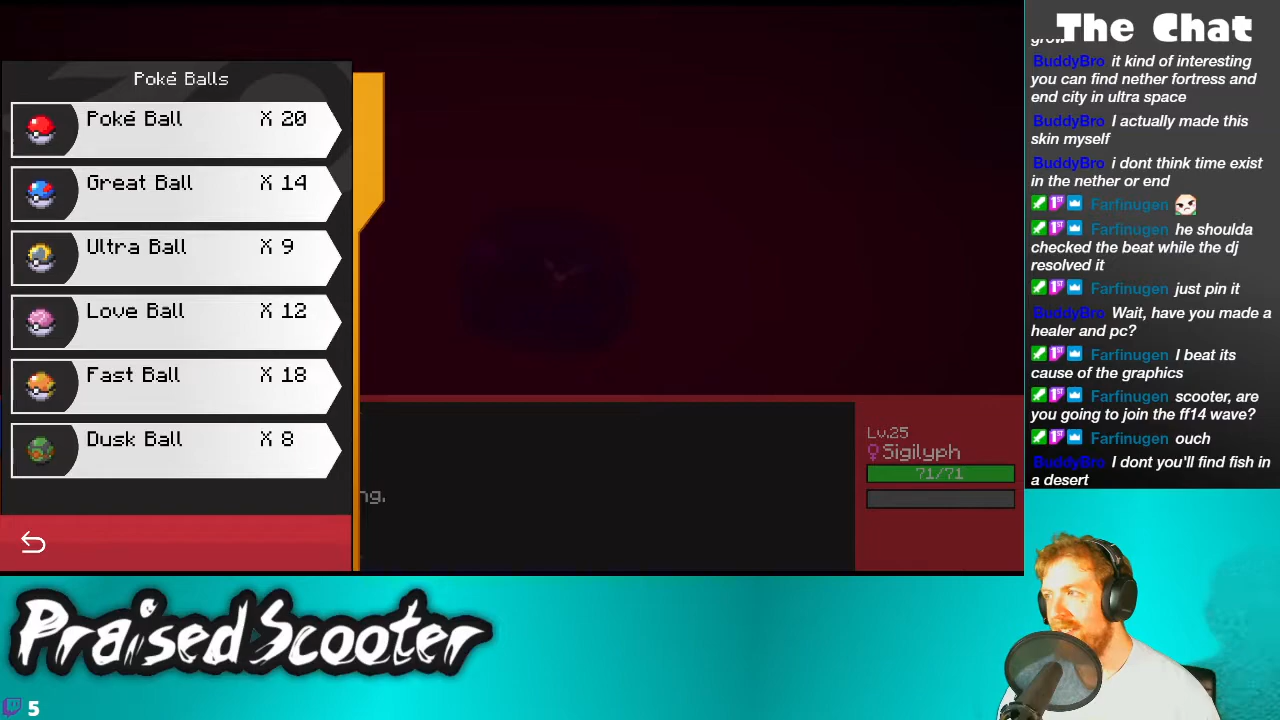 Poké Balls
Poké Ball X 20
Great Ball X 14
Ultra Ball X 9
Love Ball X 12
Fast Ball X 18
Dusk Ball X 8
ng.
Lv.25
♀Sigilyph
71/71
The Chat
grow
BuddyBro it kind of interesting
you can find nether fortress and
end city in ultra space
BuddyBro I actually made this
skin myself
BuddyBro i dont think time exist
in the nether or end
Farfinugen
Farfinugen he shoulda
checked the beat while the dj
resolved it
Farfinugen just pin it
BuddyBro Wait, have you made a
healer and pc?
Farfinugen I beat its
cause of the graphics
Farfinugen scooter, are
you going to join the ff14 wave?
Farfinugen ouch
BuddyBro I dont you'll find fish in
a desert
PraisedScooter
5